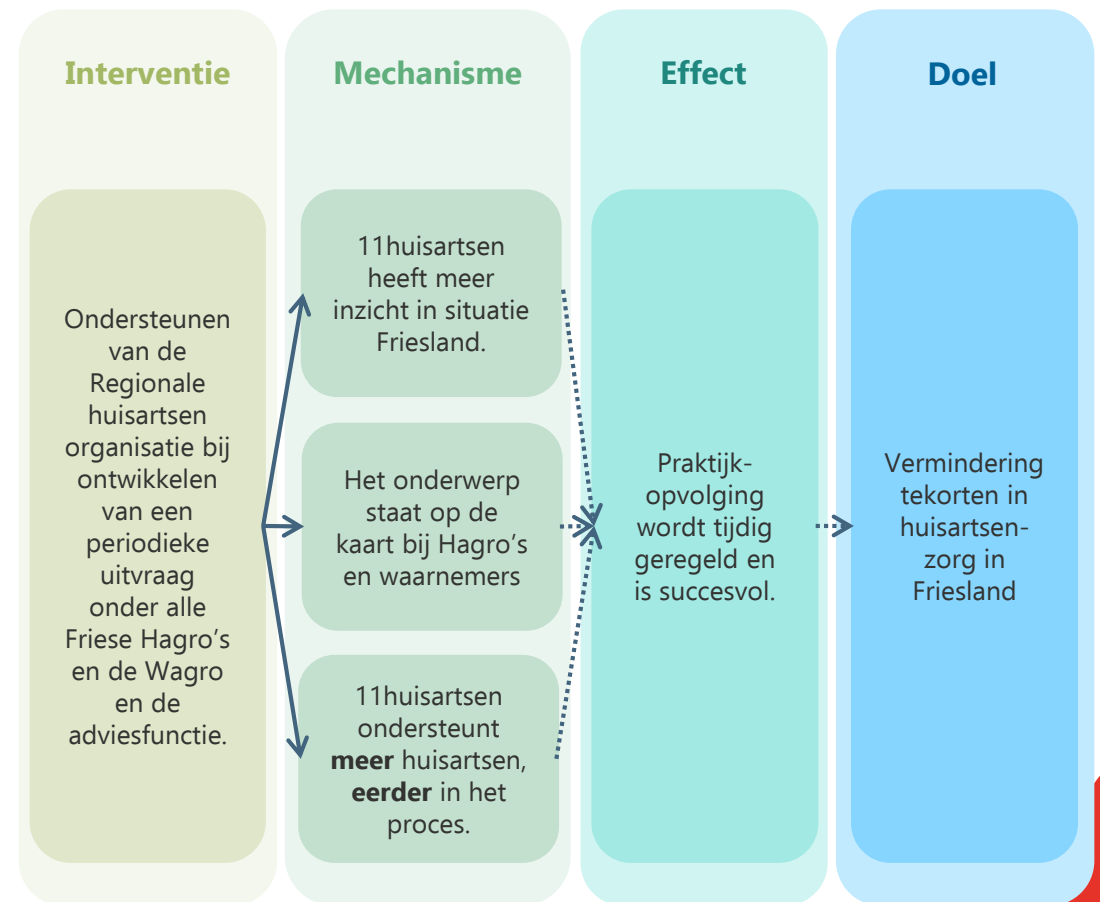 Interventie
Ondersteunen
van de
Regionale
huisartsen
organisatie bij
ontwikkelen
van een
periodieke
uitvraag
onder alle
Friese Hagro's
en de Wagro
en de
adviesfunctie.
Mechanisme
11huisartsen
heeft meer
inzicht in situatie
Friesland.
Het onderwerp
staat op de
kaart bij Hagro's
en waarnemers
11huisartsen
ondersteunt
meer huisartsen,
eerder in het
proces.
Effect
Praktijk-
opvolging
wordt tijdig
geregeld en
is succesvol.
Doel
Vermindering
tekorten in
huisartsen-
zorg in
Friesland